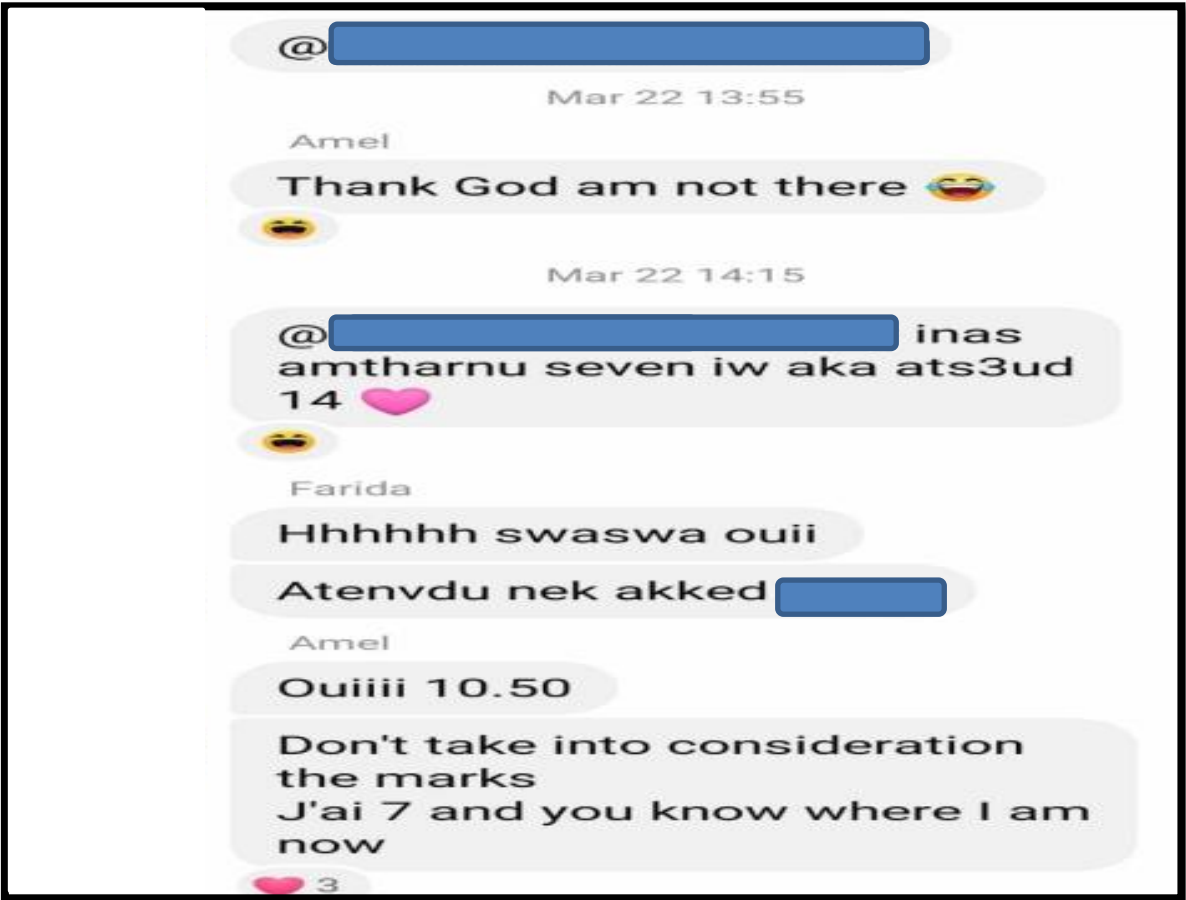 @
Mar 22 13:55
Amel
Thank God am not there 😂
Mar 22 14:15
@ inas
amtharnu seven iw aka ats3ud
14 🩷
Farida
Hhhhhh swaswa ouii
Atenvdu nek akked
Amel
Ouiiii 10.50
Don't take into consideration
the marks
J'ai 7 and you know where I am
now
❤️ 3